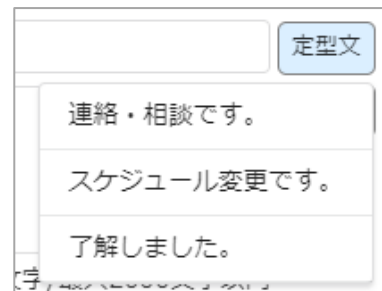 定型文
連絡・相談です。
スケジュール変更です。
了解しました。